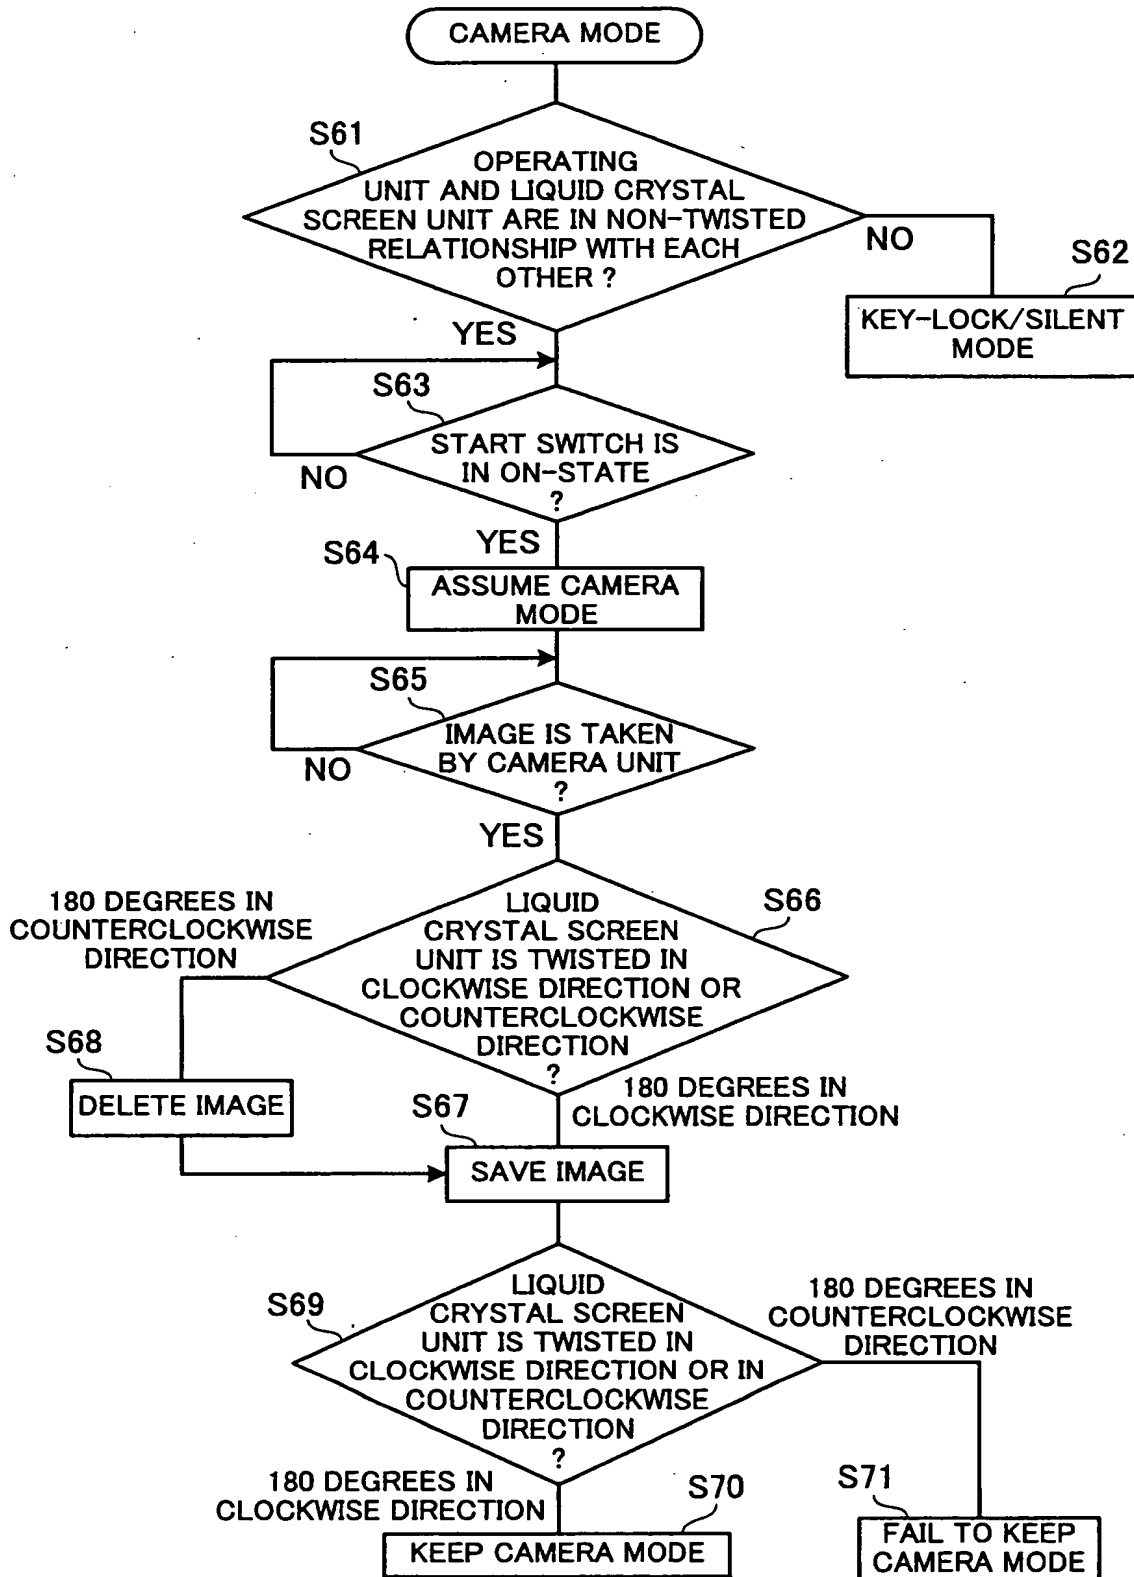 CAMERA MODE
S61
OPERATING
UNIT AND LIQUID CRYSTAL
SCREEN UNIT ARE IN NON-TWISTED
RELATIONSHIP WITH EACH
OTHER ?
NO
S62
KEY-LOCK/SILENT
MODE
YES
S63
START SWITCH IS
IN ON-STATE
?
NO
YES
S64
ASSUME CAMERA
MODE
S65
IMAGE IS TAKEN
BY CAMERA UNIT
?
NO
YES
S66
LIQUID
CRYSTAL SCREEN
UNIT IS TWISTED IN
CLOCKWISE DIRECTION OR
COUNTERCLOCKWISE
DIRECTION
?
180 DEGREES IN
COUNTERCLOCKWISE
DIRECTION
S68
DELETE IMAGE
180 DEGREES IN
CLOCKWISE DIRECTION
S67
SAVE IMAGE
S69
LIQUID
CRYSTAL SCREEN
UNIT IS TWISTED IN
CLOCKWISE DIRECTION OR IN
COUNTERCLOCKWISE
DIRECTION
?
180 DEGREES IN
COUNTERCLOCKWISE
DIRECTION
180 DEGREES IN
CLOCKWISE DIRECTION
S70
KEEP CAMERA MODE
S71
FAIL TO KEEP
CAMERA MODE